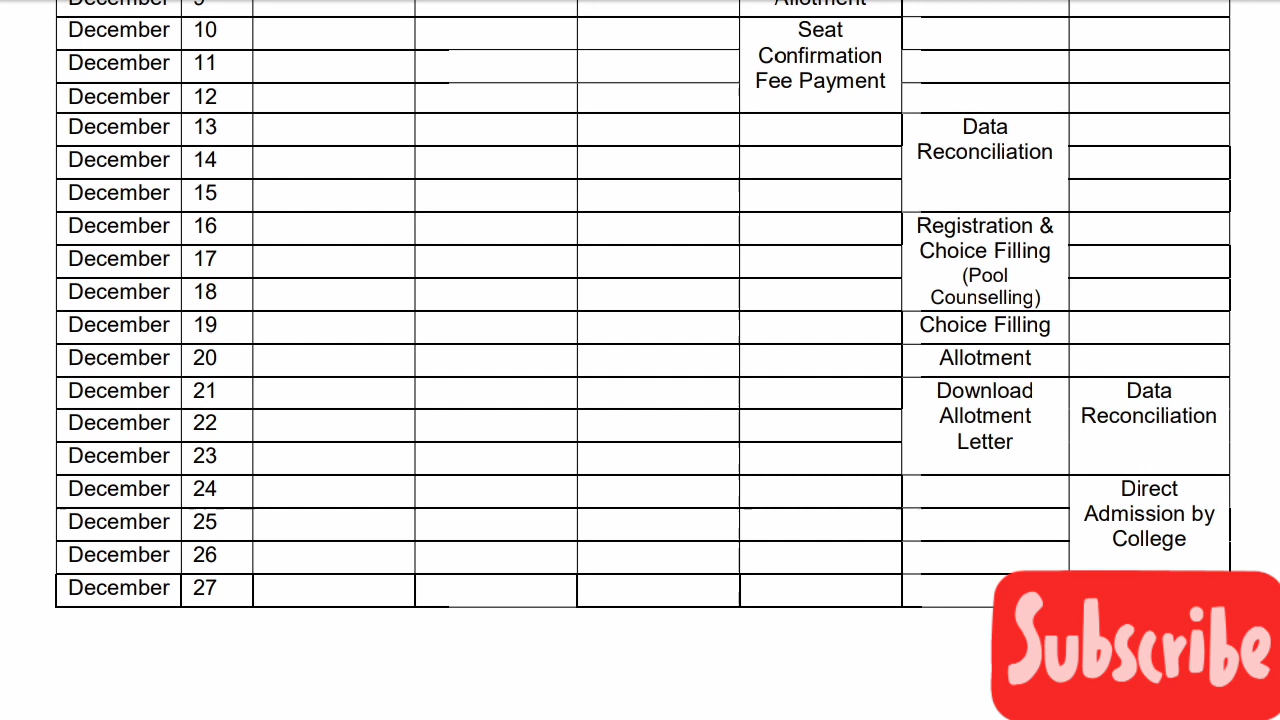 December 9 Allotment
December 10 Seat
Confirmation
December 11
Fee Payment
December 12
December 13 Data
Reconciliation
December 14
December 15
December 16 Registration &
Choice Filling
December 17
(Pool
December 18
Counselling)
December 19 Choice Filling
December 20 Allotment
December 21 Download Data
Allotment Reconciliation
December 22
Letter
December 23
December 24 Direct
Admission by
December 25
College
December 26
December 27
Subscribe